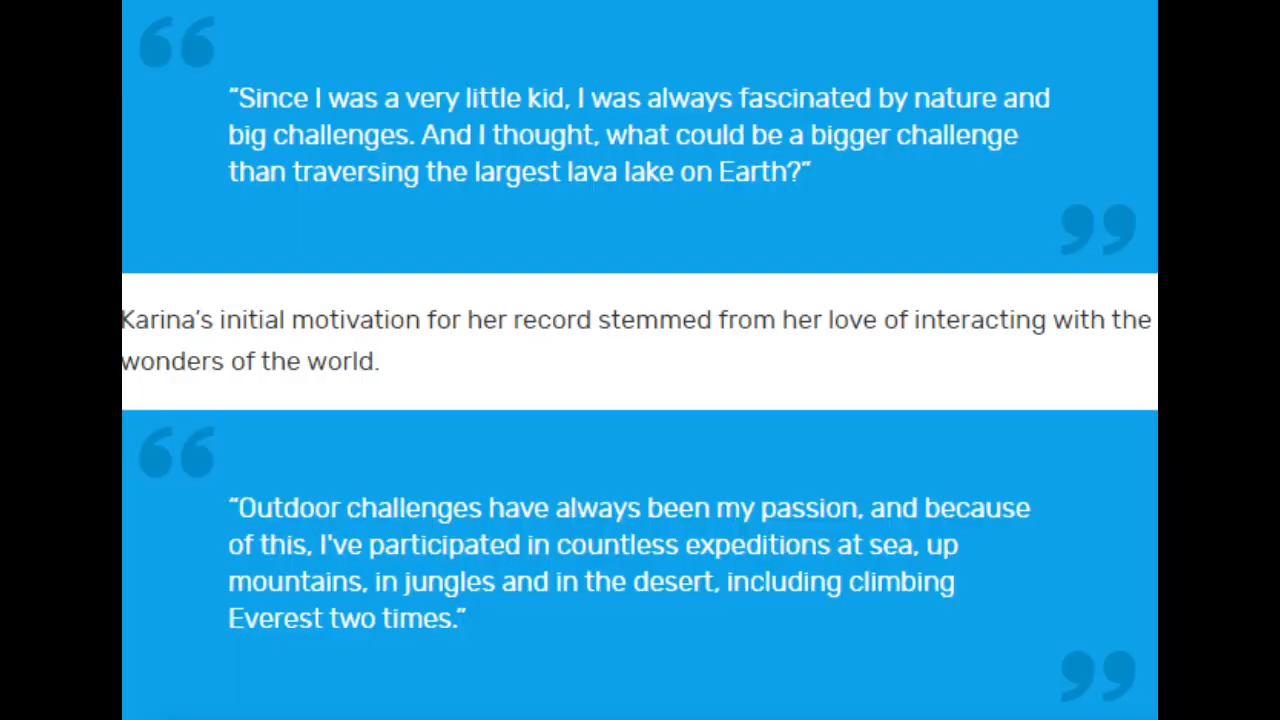 “Since I was a very little kid, I was always fascinated by nature and
big challenges. And I thought, what could be a bigger challenge
than traversing the largest lava lake on Earth?”
Karina’s initial motivation for her record stemmed from her love of interacting with the
wonders of the world.
“Outdoor challenges have always been my passion, and because
of this, I've participated in countless expeditions at sea, up
mountains, in jungles and in the desert, including climbing
Everest two times.”